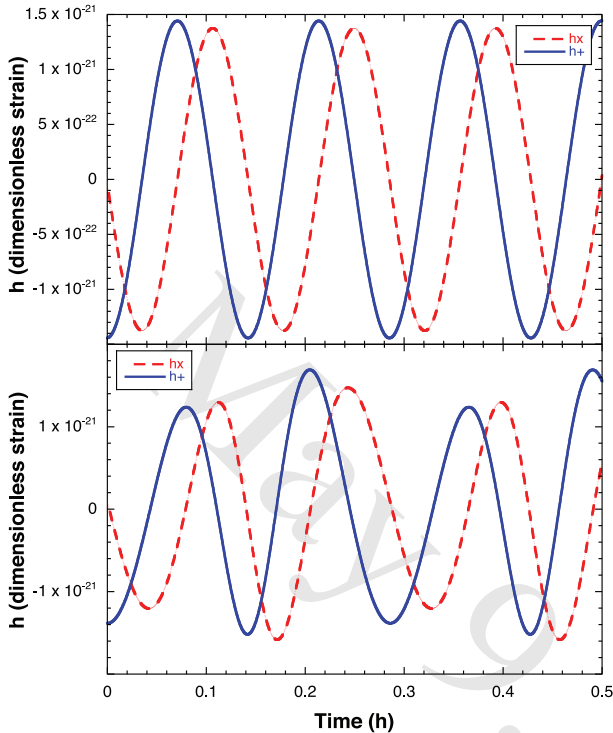 1.5 x 10⁻²¹
1 x 10⁻²¹
5 x 10⁻²²
0
-5 x 10⁻²²
-1 x 10⁻²¹
h (dimensionless strain)
hx
h+
1 x 10⁻²¹
0
-1 x 10⁻²¹
h (dimensionless strain)
hx
h+
0
0.1
0.2
0.3
0.4
0.5
Time (h)
May 9,